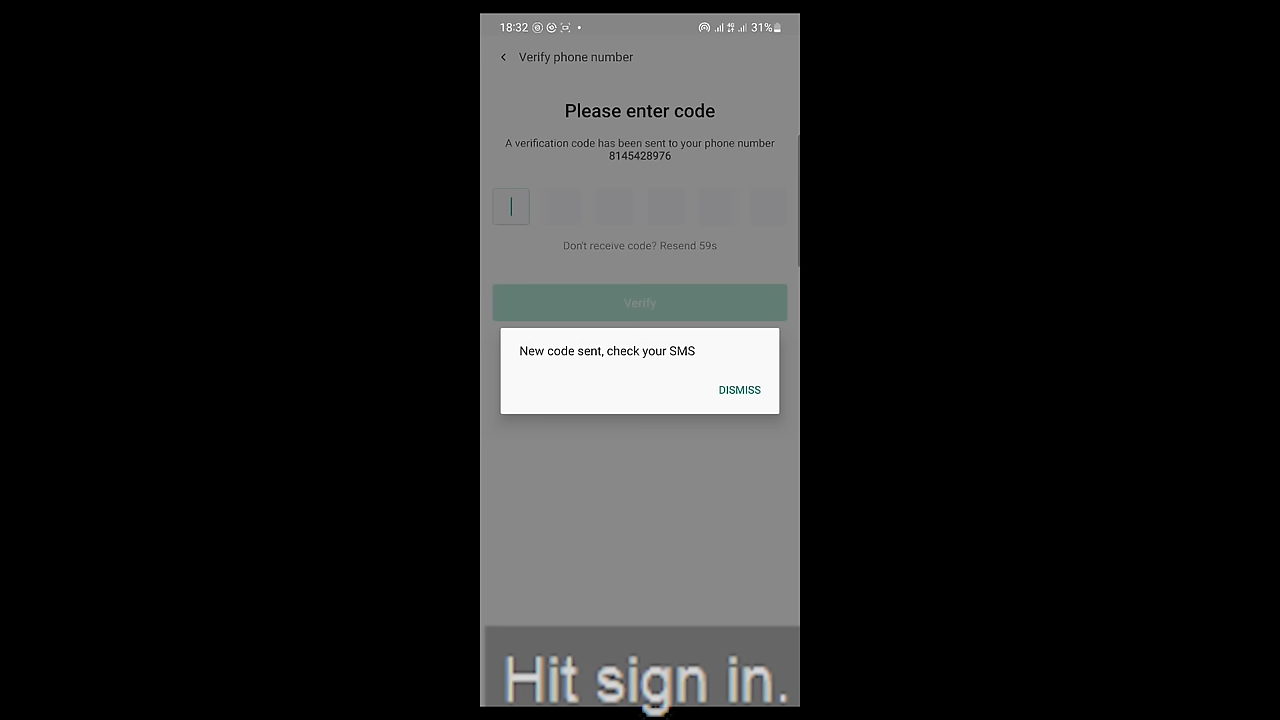 18:32 31%
Verify phone number
Please enter code
A verification code has been sent to your phone number
8145428976
Don't receive code? Resend 59s
Verify
New code sent, check your SMS
DISMISS
Hit sign in.